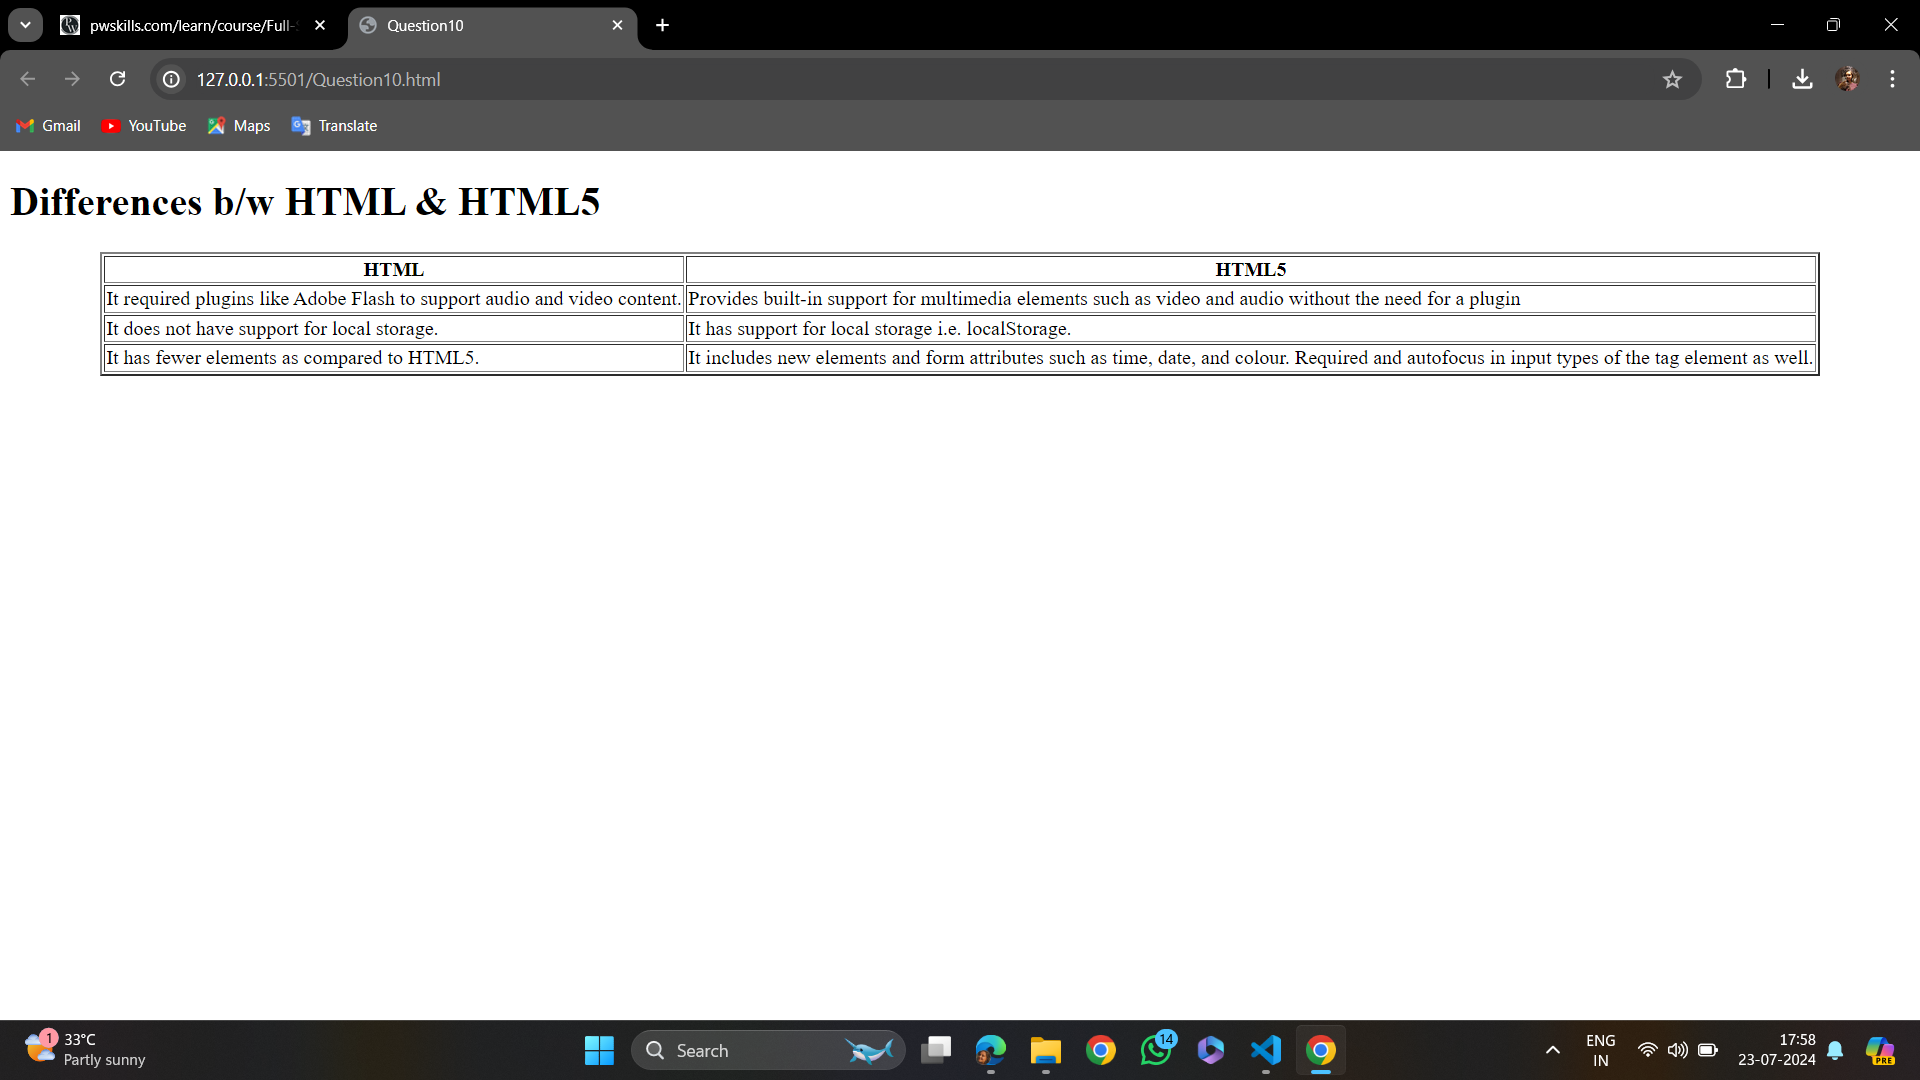 pwskills.com/learn/course/Full-
Question10
127.0.0.1:5501/Question10.html
Gmail YouTube Maps Translate
Differences b/w HTML & HTML5
HTML HTML5
It required plugins like Adobe Flash to support audio and video content. Provides built-in support for multimedia elements such as video and audio without the need for a plugin
It does not have support for local storage. It has support for local storage i.e. localStorage.
It has fewer elements as compared to HTML5. It includes new elements and form attributes such as time, date, and colour. Required and autofocus in input types of the tag element as well.
1
33°C
Partly sunny
Search
14
ENG
IN
17:58
23-07-2024
PRE